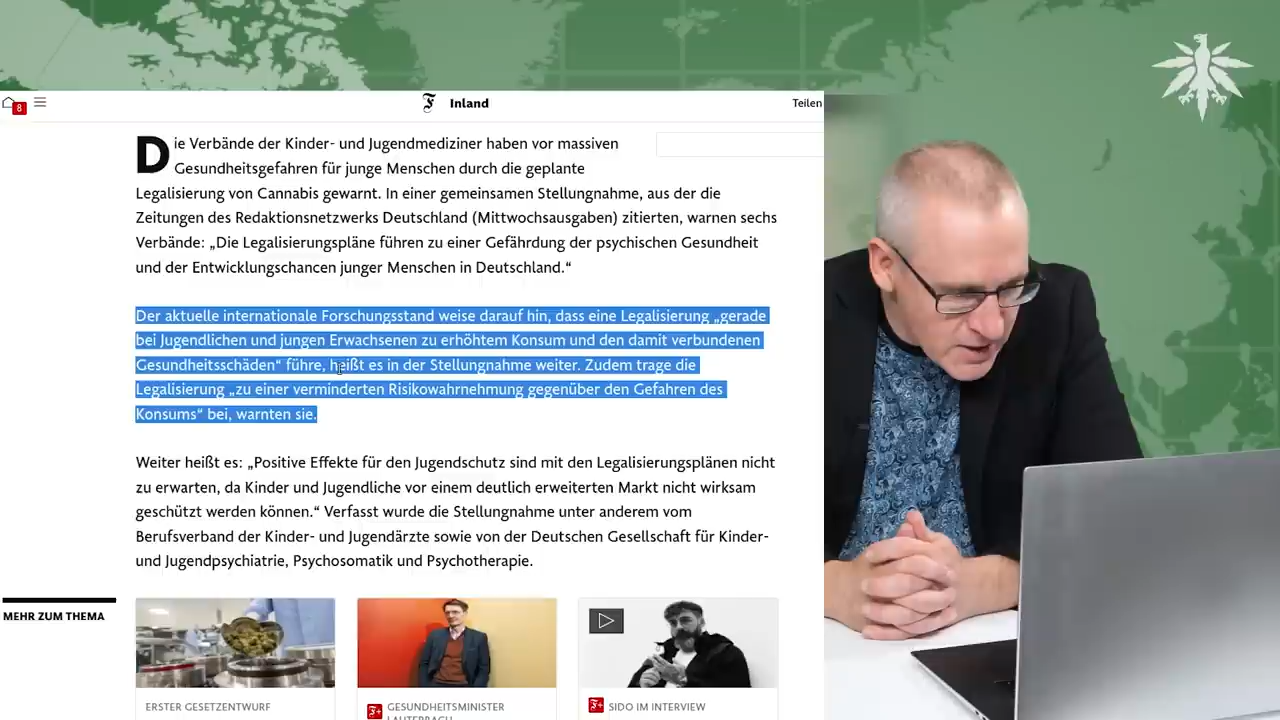 8
F
Inland
Teilen
Die Verbände der Kinder- und Jugendmediziner haben vor massiven
Gesundheitsgefahren für junge Menschen durch die geplante
Legalisierung von Cannabis gewarnt. In einer gemeinsamen Stellungnahme, aus der die
Zeitungen des Redaktionsnetzwerks Deutschland (Mittwochsausgaben) zitierten, warnen sechs
Verbände: „Die Legalisierungspläne führen zu einer Gefährdung der psychischen Gesundheit
und der Entwicklungschancen junger Menschen in Deutschland.“
Der aktuelle internationale Forschungsstand weise darauf hin, dass eine Legalisierung „gerade
bei Jugendlichen und jungen Erwachsenen zu erhöhtem Konsum und den damit verbundenen
Gesundheitsschäden“ führe, heißt es in der Stellungnahme weiter. Zudem trage die
Legalisierung „zu einer verminderten Risikowahrnehmung gegenüber den Gefahren des
Konsums“ bei, warnten sie.
Weiter heißt es: „Positive Effekte für den Jugendschutz sind mit den Legalisierungsplänen nicht
zu erwarten, da Kinder und Jugendliche vor einem deutlich erweiterten Markt nicht wirksam
geschützt werden können.“ Verfasst wurde die Stellungnahme unter anderem vom
Berufsverband der Kinder- und Jugendärzte sowie von der Deutschen Gesellschaft für Kinder-
und Jugendpsychiatrie, Psychosomatik und Psychotherapie.
MEHR ZUM THEMA
ERSTER GESETZENTWURF
F+ GESUNDHEITSMINISTER
LAUTERBACH
F+ SIDO IM INTERVIEW